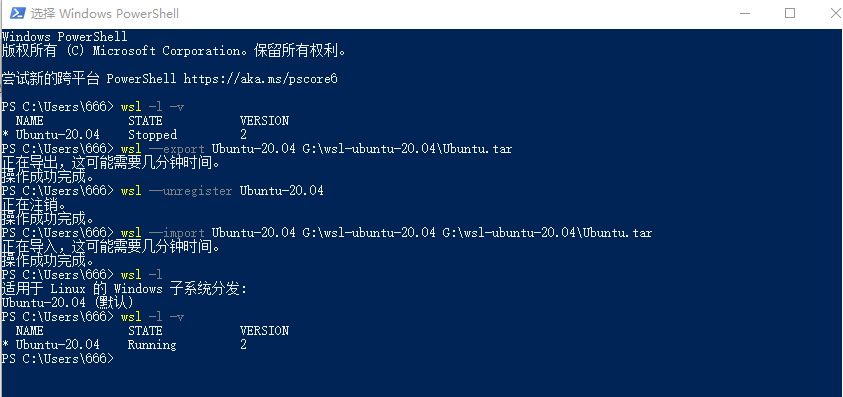 选择 Windows PowerShell
Windows PowerShell
版权所有 (C) Microsoft Corporation。保留所有权利。
尝试新的跨平台 PowerShell https://aka.ms/pscore6
PS C:\Users\666> wsl -l -v
NAME STATE VERSION
* Ubuntu-20.04 Stopped 2
PS C:\Users\666> wsl --export Ubuntu-20.04 G:\wsl-ubuntu-20.04\Ubuntu.tar
正在导出，这可能需要几分钟时间。
操作成功完成。
PS C:\Users\666> wsl --unregister Ubuntu-20.04
正在注销。
操作成功完成。
PS C:\Users\666> wsl --import Ubuntu-20.04 G:\wsl-ubuntu-20.04 G:\wsl-ubuntu-20.04\Ubuntu.tar
正在导入，这可能需要几分钟时间。
操作成功完成。
PS C:\Users\666> wsl -l
适用于 Linux 的 Windows 子系统分发:
Ubuntu-20.04 (默认)
PS C:\Users\666> wsl -l -v
NAME STATE VERSION
* Ubuntu-20.04 Running 2
PS C:\Users\666>